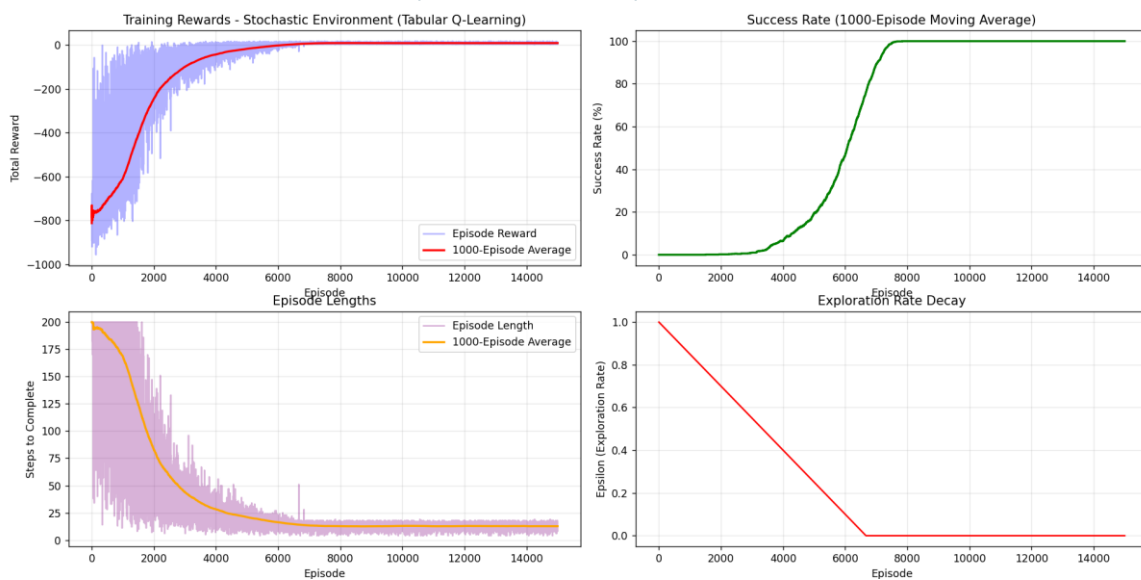 Training Rewards - Stochastic Environment (Tabular Q-Learning)
0
−200
−400
−600
−800
−1000
Total Reward
Episode Reward
1000-Episode Average
0 2000 4000 6000 8000 10000 12000 14000
Episode
Success Rate (1000-Episode Moving Average)
100
80
60
40
20
0
Success Rate (%)
0 2000 4000 6000 8000 10000 12000 14000
Episode
Episode Lengths
200
175
150
125
100
75
50
25
0
Steps to Complete
Episode Length
1000-Episode Average
0 2000 4000 6000 8000 10000 12000 14000
Episode
Exploration Rate Decay
1.0
0.8
0.6
0.4
0.2
0.0
Epsilon (Exploration Rate)
0 2000 4000 6000 8000 10000 12000 14000
Episode